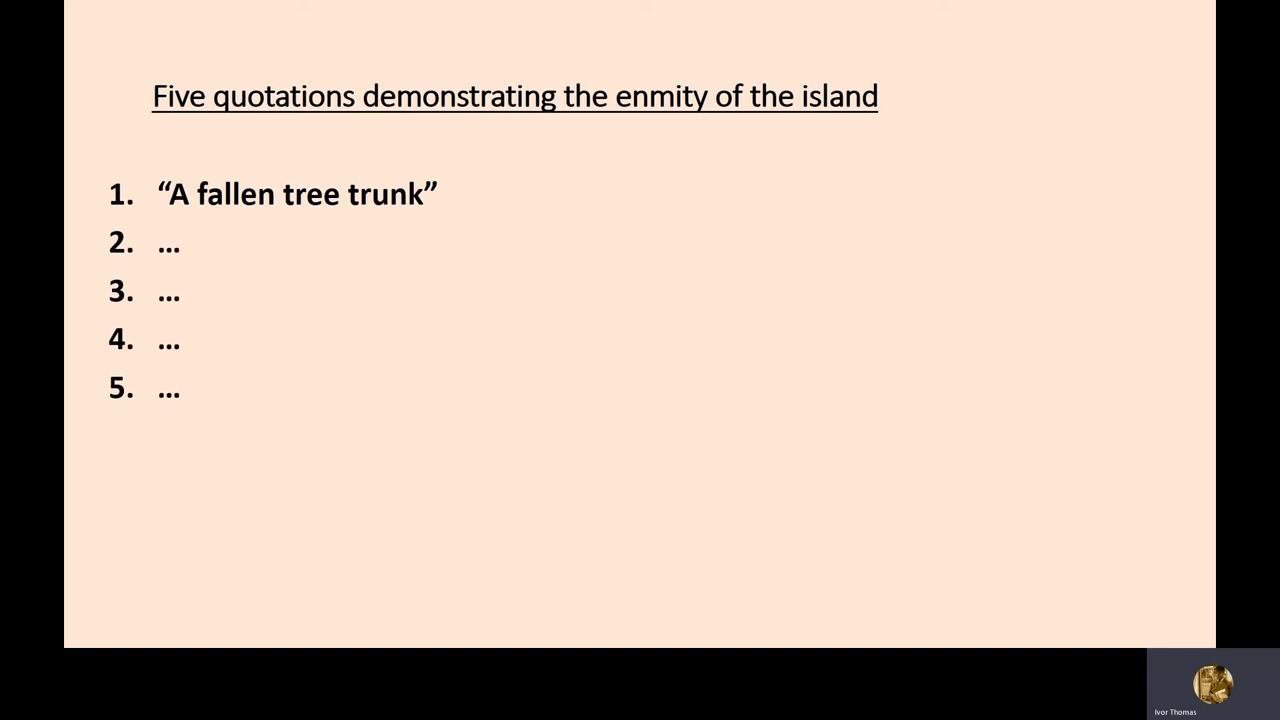 Five quotations demonstrating the enmity of the island
1. “A fallen tree trunk”
2. ...
3. ...
4. ...
5. ...
Ivor Thomas